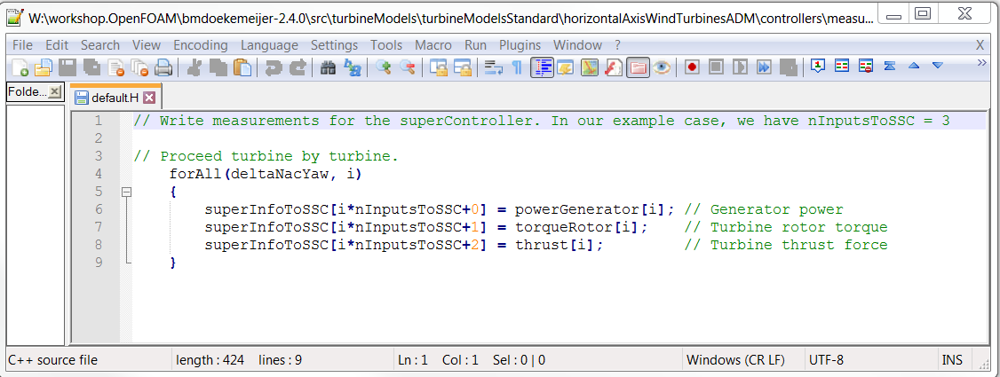 W:\workshop.OpenFOAM\bmdoekemeijer-2.4.0\src\turbineModels\turbineModelsStandard\horizontalAxisWindTurbinesADM\controllers\measu...
File Edit Search View Encoding Language Settings Tools Macro Run Plugins Window ? X
Folde...
default.H
1 // Write measurements for the superController. In our example case, we have nInputsToSSC = 3
2
3 // Proceed turbine by turbine.
4 forAll(deltaNacYaw, i)
5 {
6 superInfoToSSC[i*nInputsToSSC+0] = powerGenerator[i]; // Generator power
7 superInfoToSSC[i*nInputsToSSC+1] = torqueRotor[i]; // Turbine rotor torque
8 superInfoToSSC[i*nInputsToSSC+2] = thrust[i]; // Turbine thrust force
9 }
C++ source file length : 424 lines : 9 Ln : 1 Col : 1 Sel : 0 | 0 Windows (CR LF) UTF-8 INS